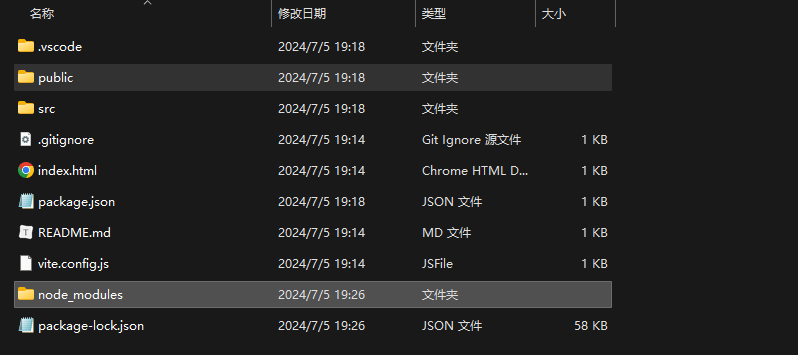 名称 修改日期 类型 大小
.vscode 2024/7/5 19:18 文件夹
public 2024/7/5 19:18 文件夹
src 2024/7/5 19:18 文件夹
.gitignore 2024/7/5 19:14 Git Ignore 源文件 1 KB
index.html 2024/7/5 19:14 Chrome HTML D... 1 KB
package.json 2024/7/5 19:18 JSON 文件 1 KB
README.md 2024/7/5 19:14 MD 文件 1 KB
vite.config.js 2024/7/5 19:14 JSFile 1 KB
node_modules 2024/7/5 19:26 文件夹
package-lock.json 2024/7/5 19:26 JSON 文件 58 KB